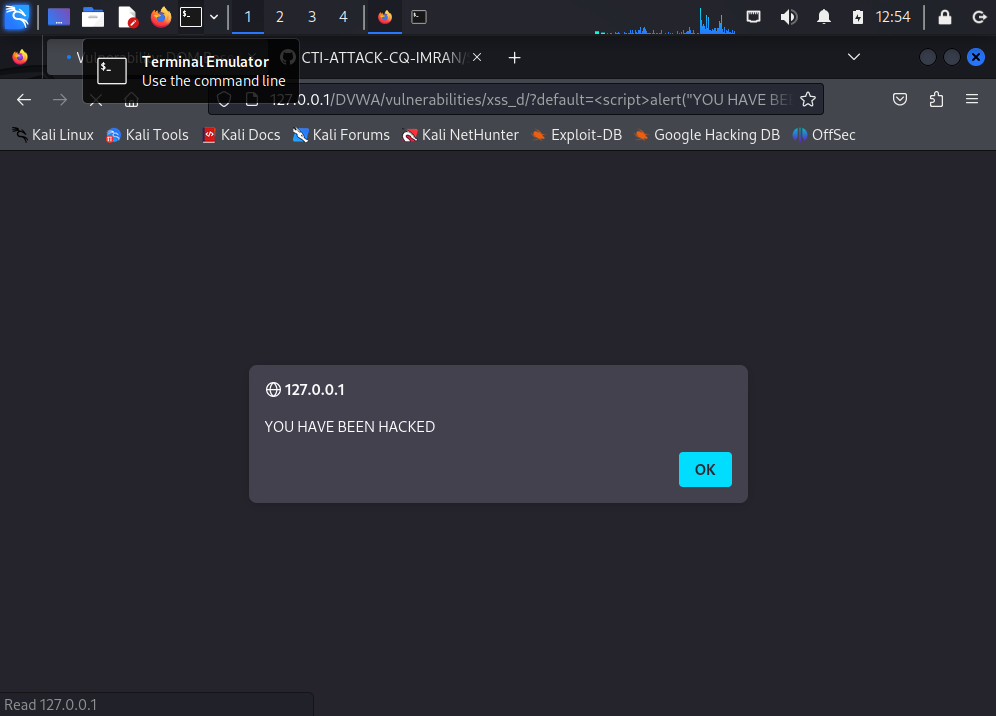 1 2 3 4 12:54
CTI-ATTACK-CQ-IMRAN/
Terminal Emulator
Use the command line
127.0.0.1/DVWA/vulnerabilities/xss_d/?default=<script>alert("YOU HAVE BE
Kali Linux Kali Tools Kali Docs Kali Forums Kali NetHunter Exploit-DB Google Hacking DB OffSec
127.0.0.1
YOU HAVE BEEN HACKED
OK
Read 127.0.0.1